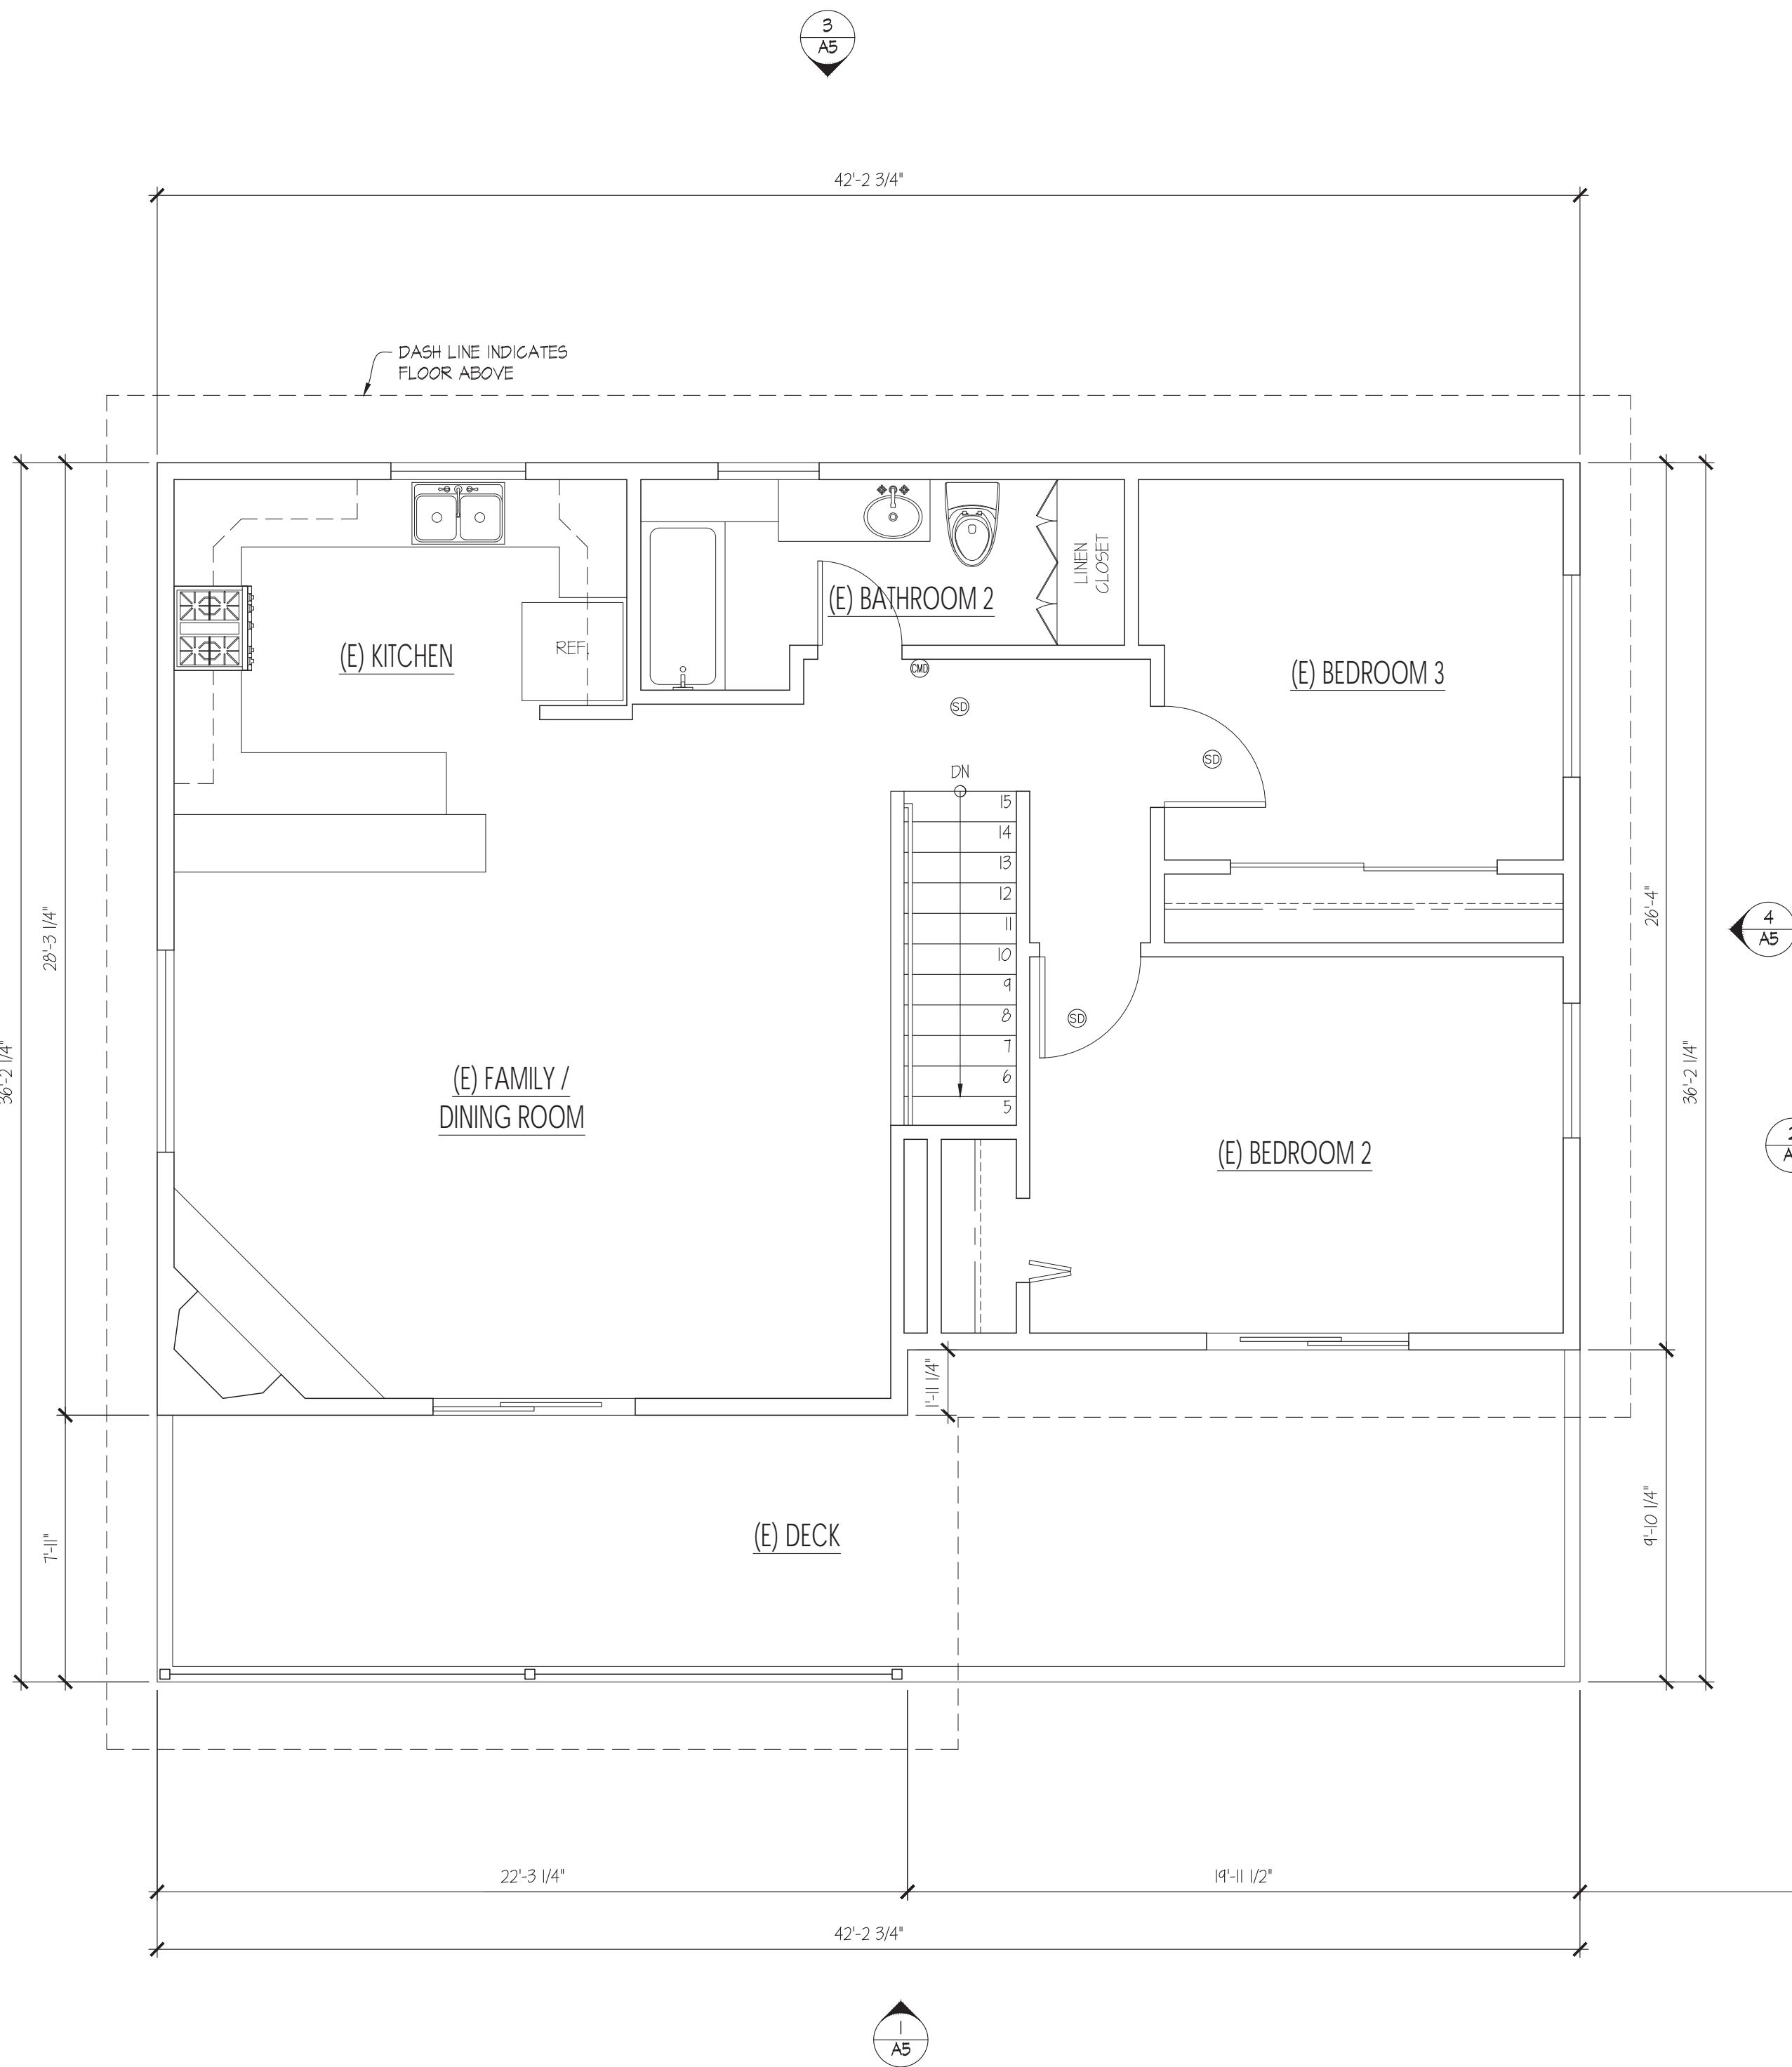 3
A5
42'-2 3/4"
DASH LINE INDICATES
FLOOR ABOVE
LINEN
CLOSET
(E) BATHROOM 2
(E) KITCHEN
REF.
CMD
(E) BEDROOM 3
SD
SD
DN
15
14
13
12
11
10
9
8
7
6
5
28'-3 1/4"
26'-4"
4
A5
SD
36'-2 1/4"
36'-2 1/4"
(E) FAMILY /
DINING ROOM
(E) BEDROOM 2
1'-11 1/4"
7'-11"
(E) DECK
9'-10 1/4"
22'-3 1/4"
19'-11 1/2"
42'-2 3/4"
1
A5